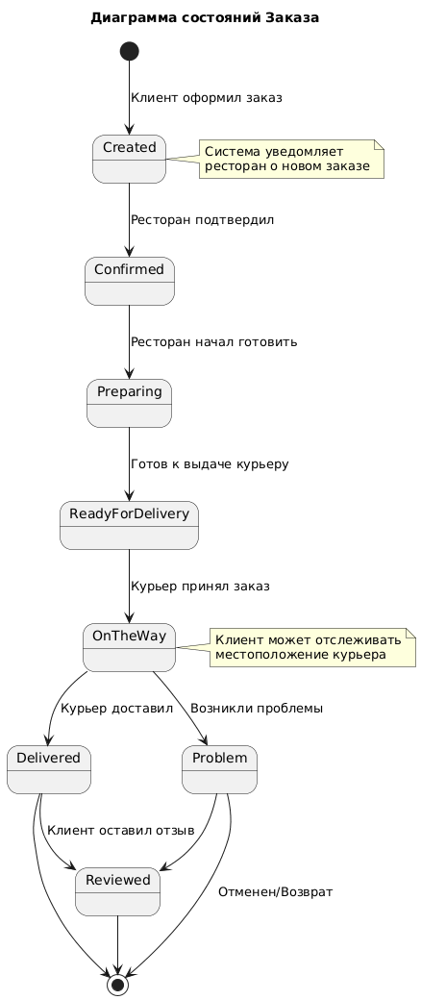 Диаграмма состояний Заказа
Клиент оформил заказ
Created
Система уведомляет
ресторан о новом заказе
Ресторан подтвердил
Confirmed
Ресторан начал готовить
Preparing
Готов к выдаче курьеру
ReadyForDelivery
Курьер принял заказ
OnTheWay
Клиент может отслеживать
местоположение курьера
Курьер доставил
Возникли проблемы
Delivered
Problem
Клиент оставил отзыв
Reviewed
Отменен/Возврат